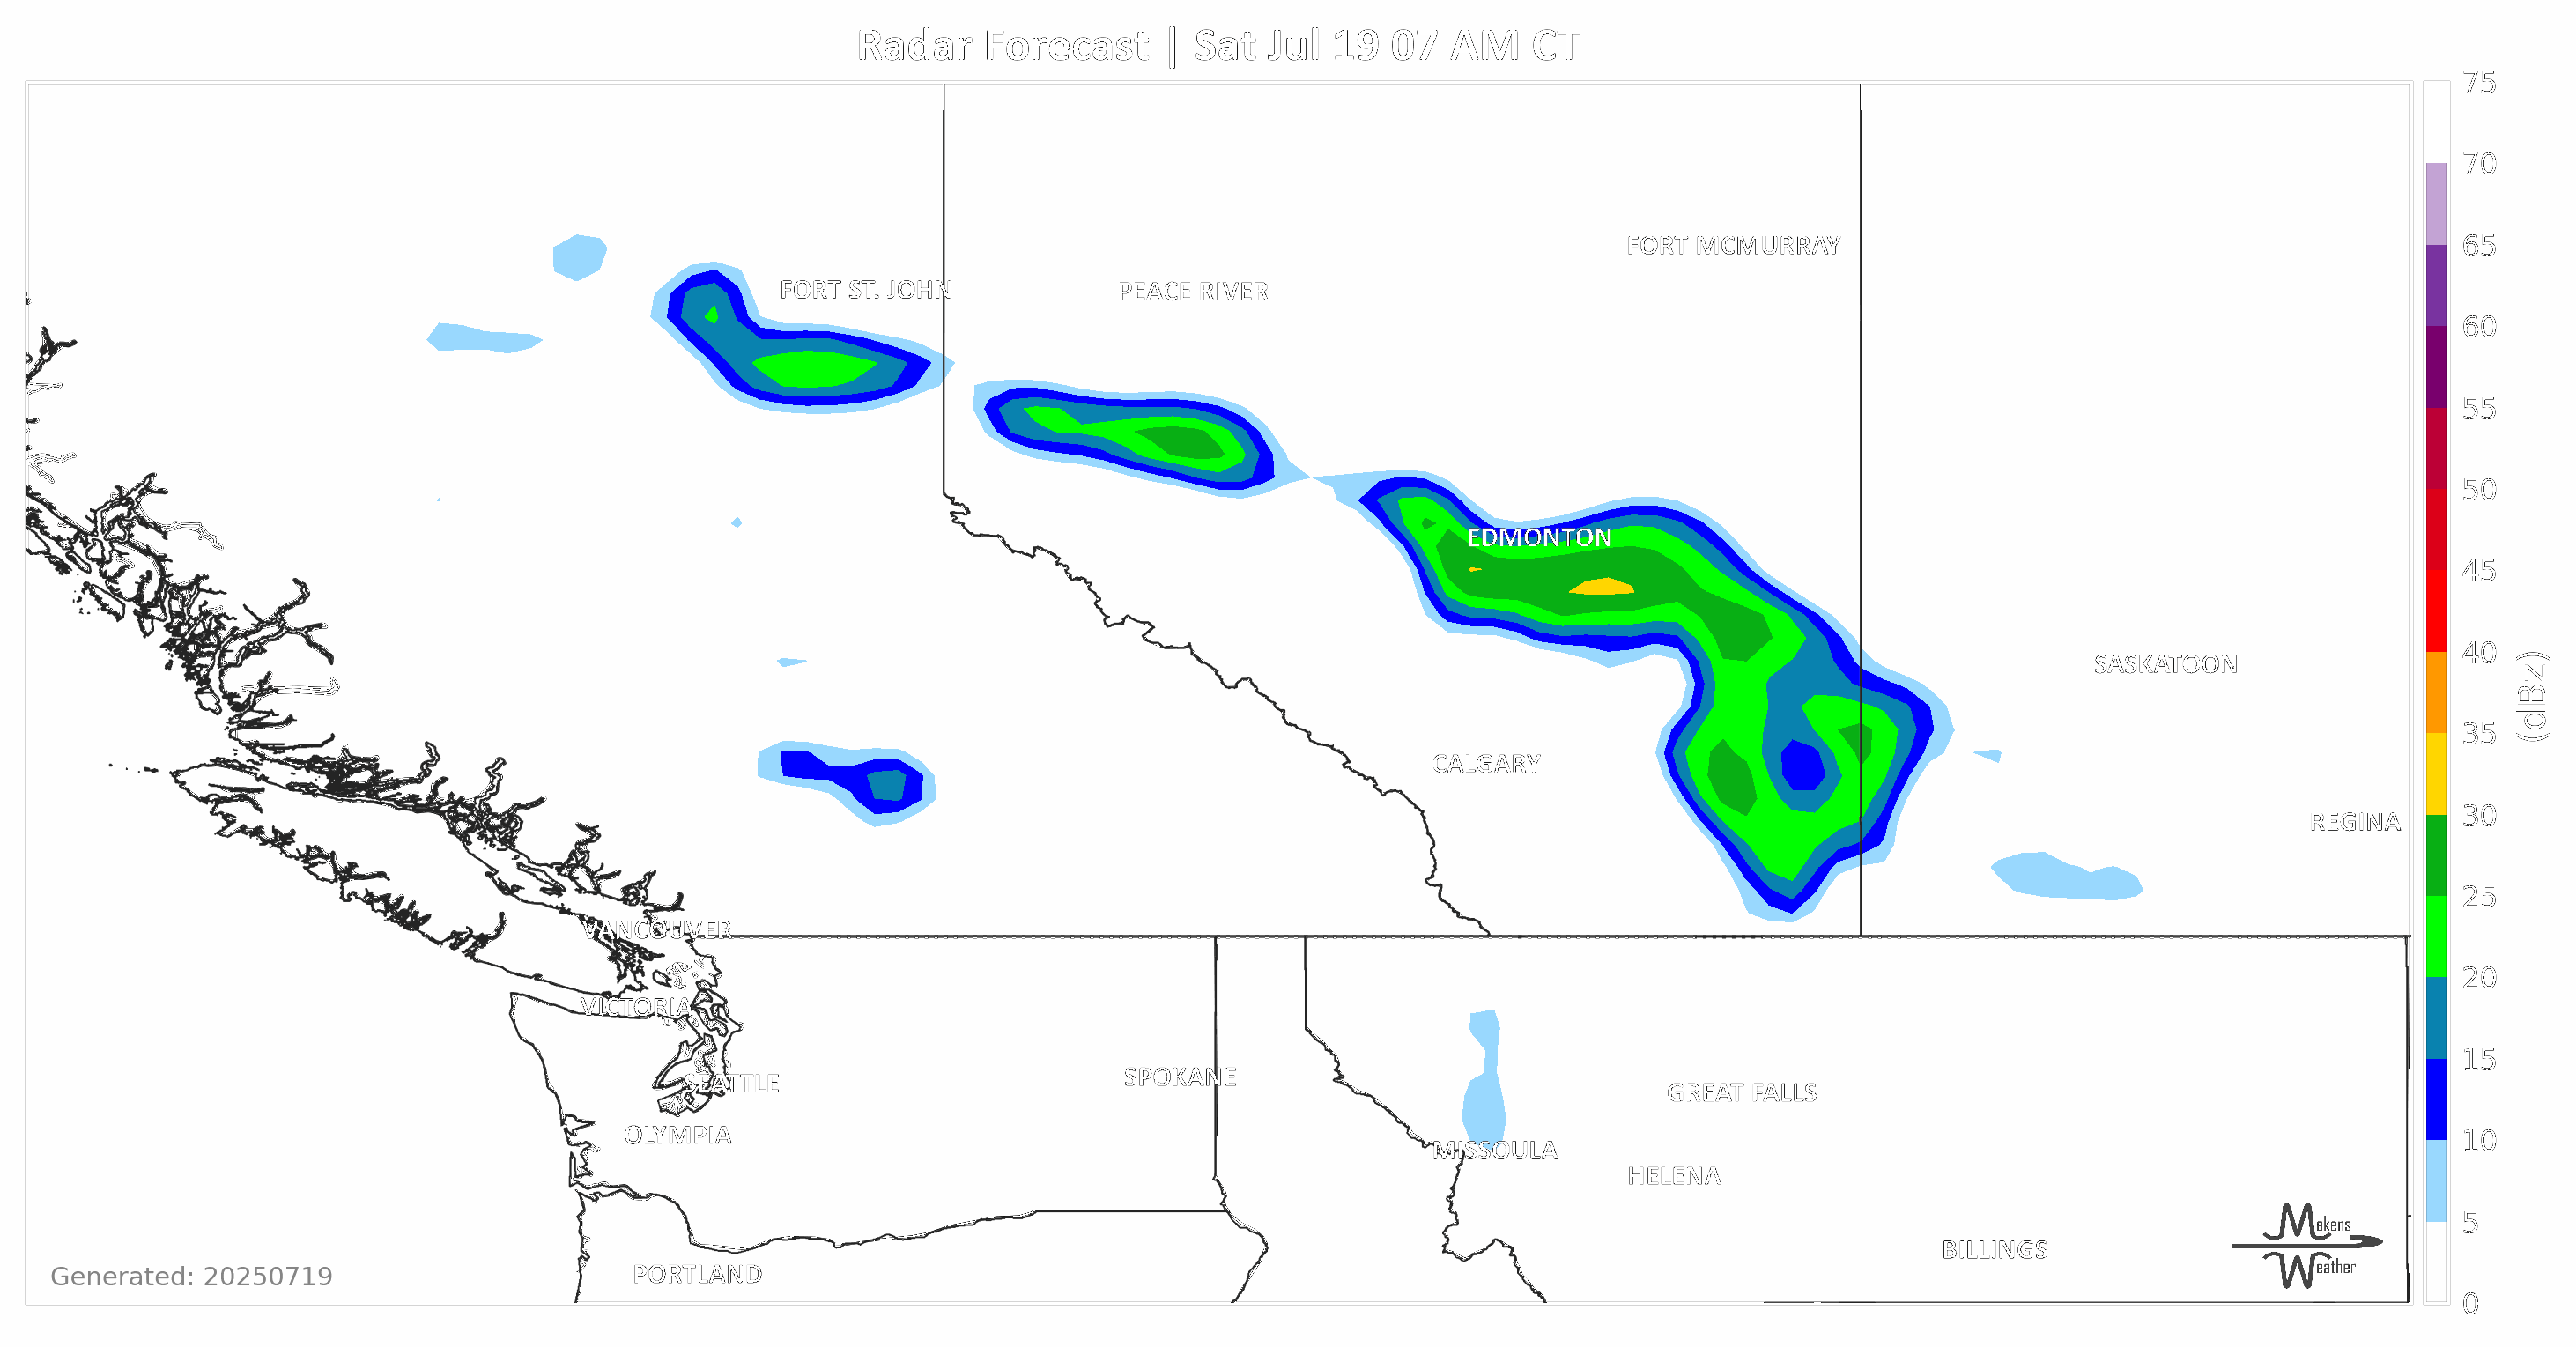 Radar Forecast | Sat Jul 19 07 AM CT
75
70
65
60
55
50
45
40
35
30
25
20
15
10
5
0
(dBz)
FORT MCMURRAY
FORT ST. JOHN
PEACE RIVER
EDMONTON
SASKATOON
CALGARY
REGINA
VANCOUVER
VICTORIA
SEATTLE
SPOKANE
GREAT FALLS
OLYMPIA
MISSOULA
HELENA
BILLINGS
PORTLAND
Makens
Weather
Generated: 20250719